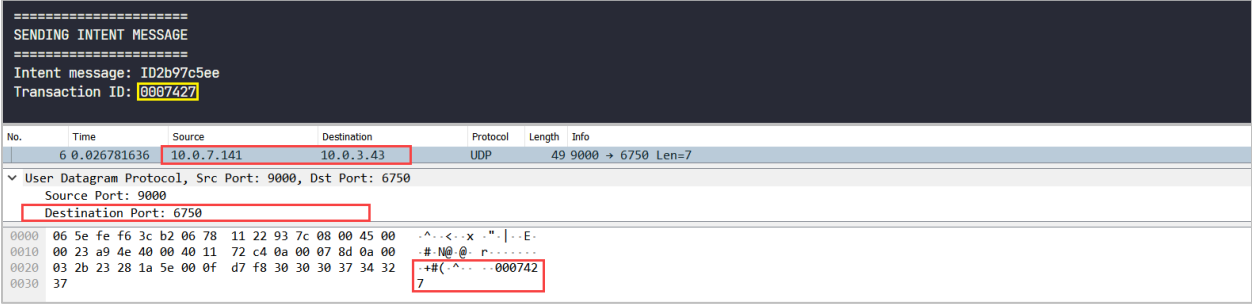 ======================
SENDING INTENT MESSAGE
======================
Intent message: ID2b97c5ee
Transaction ID: 0007427
No. Time Source Destination Protocol Length Info
6 0.026781636 10.0.7.141 10.0.3.43 UDP 49 9000 → 6750 Len=7
User Datagram Protocol, Src Port: 9000, Dst Port: 6750
Source Port: 9000
Destination Port: 6750
0000 06 5e fe f6 3c b2 06 78 11 22 93 7c 08 00 45 00 ·^··<··x ·"·|··E·
0010 00 23 a9 4e 40 00 40 11 72 c4 0a 00 07 8d 0a 00 ·#·N@·@· r·······
0020 03 2b 23 28 1a 5e 00 0f d7 f8 30 30 30 37 34 32 ·+#(·^·· ··000742
0030 37 7